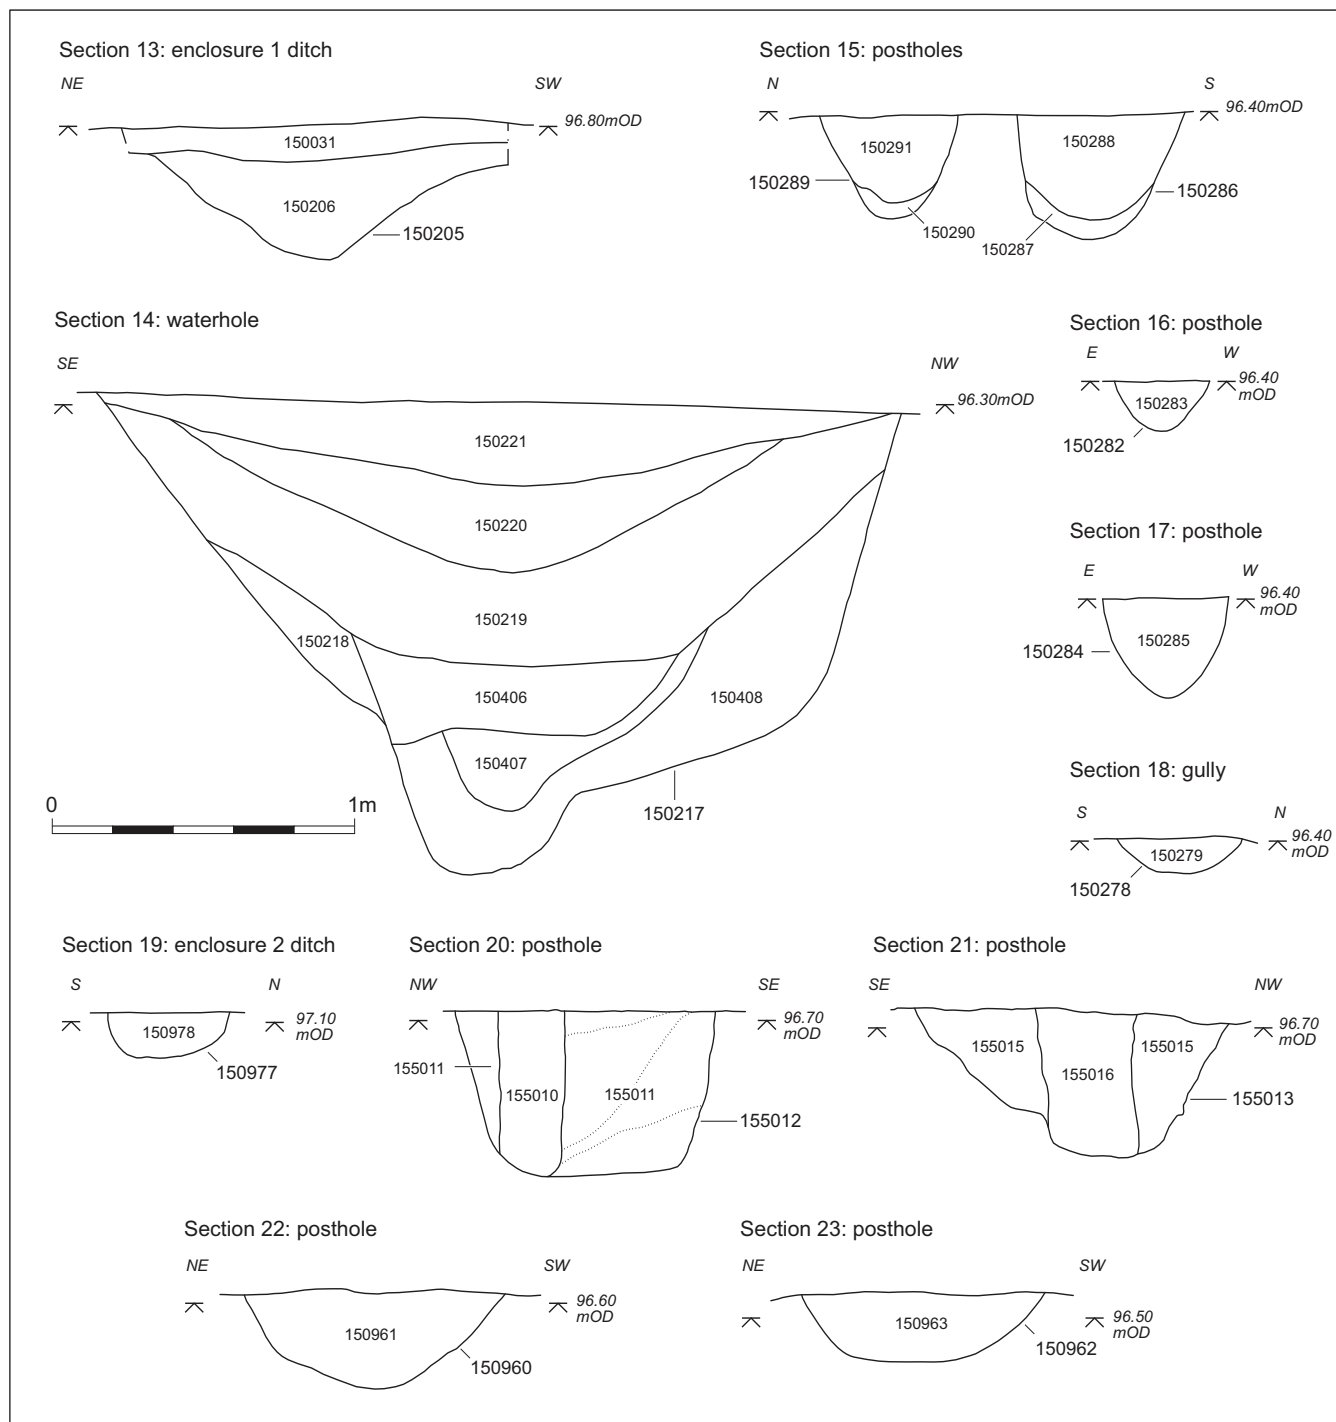 Section 13: enclosure 1 ditch
NE
SW
96.80mOD
150031
150206
150205
Section 15: postholes
N
S
96.40mOD
150291
150288
150289
150286
150290
150287
Section 14: waterhole
SE
NW
96.30mOD
150221
150220
150219
150218
150406
150408
150407
150217
0
1m
Section 16: posthole
E
W
96.40
mOD
150283
150282
Section 17: posthole
E
W
96.40
mOD
150285
150284
Section 18: gully
S
N
96.40
mOD
150279
150278
Section 19: enclosure 2 ditch
S
N
97.10
mOD
150978
150977
Section 20: posthole
NW
SE
96.70
mOD
155011
155010
155011
155012
Section 21: posthole
SE
NW
96.70
mOD
155015
155015
155016
155013
Section 22: posthole
NE
SW
96.60
mOD
150961
150960
Section 23: posthole
NE
SW
96.50
mOD
150963
150962